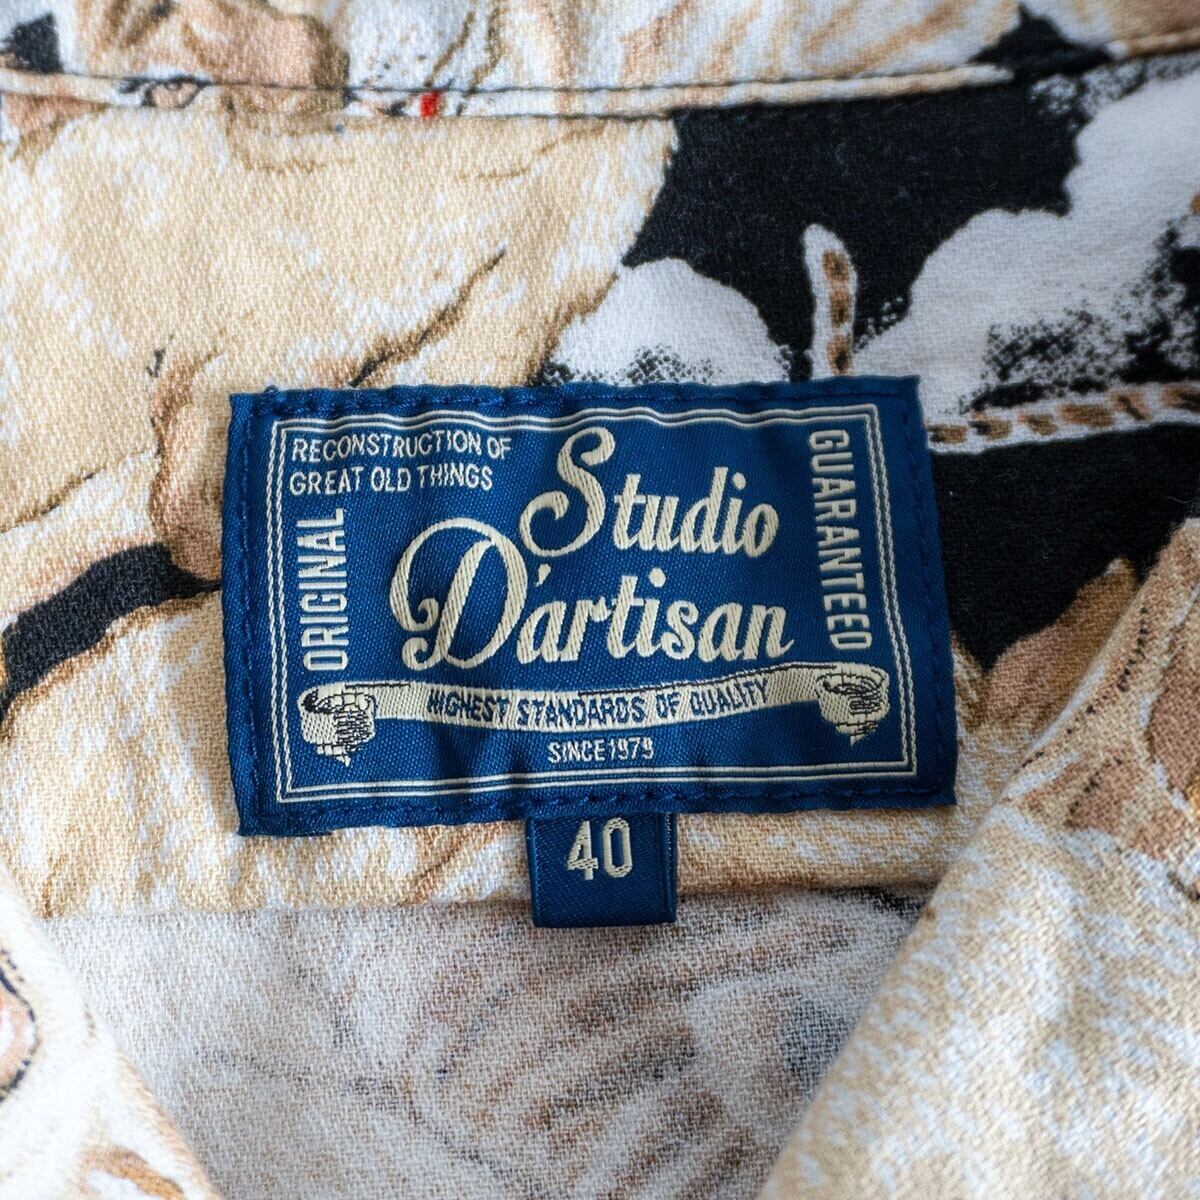 RECONSTRUCTION OF
GREAT OLD THINGS
ORIGINAL
Studio
D'artisan
GUARANTEED
HIGHEST STANDARDS OF QUALITY
SINCE 1979
40